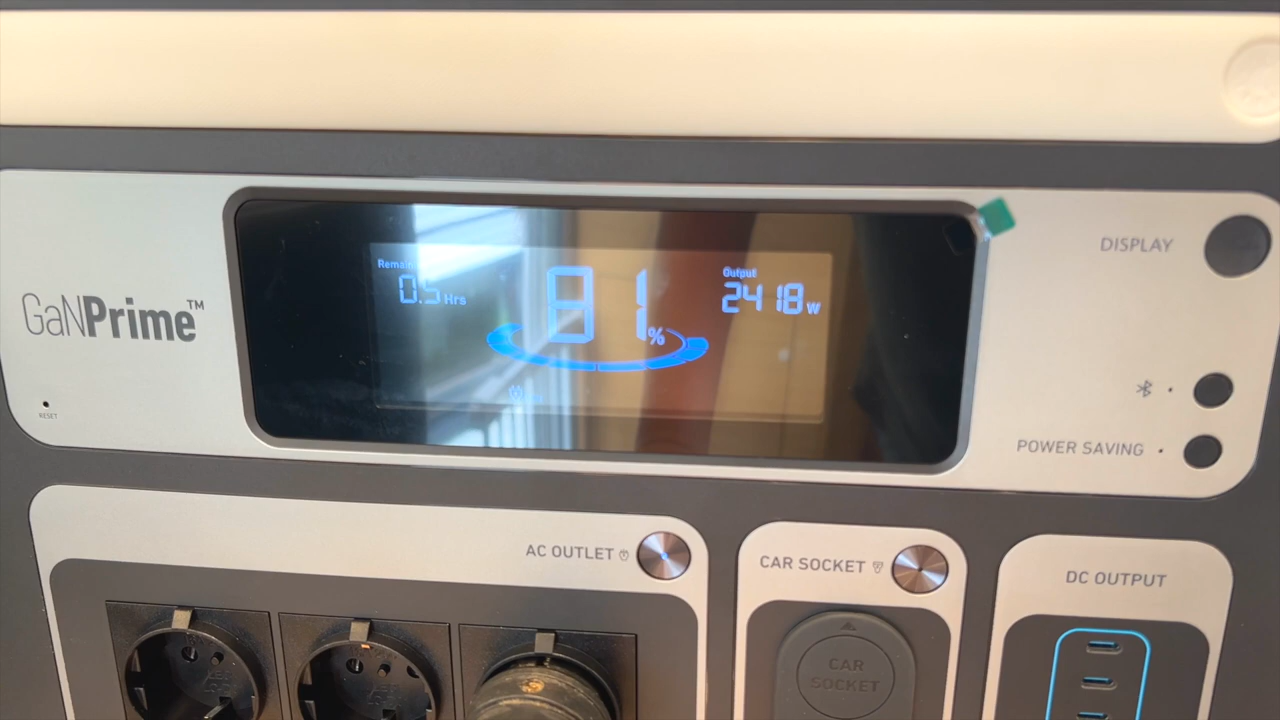 Remain
0.5 Hrs
81%
Output
2418w
GaNPrime™
RESET
DISPLAY
POWER SAVING
AC OUTLET
CAR SOCKET
DC OUTPUT
CAR
SOCKET